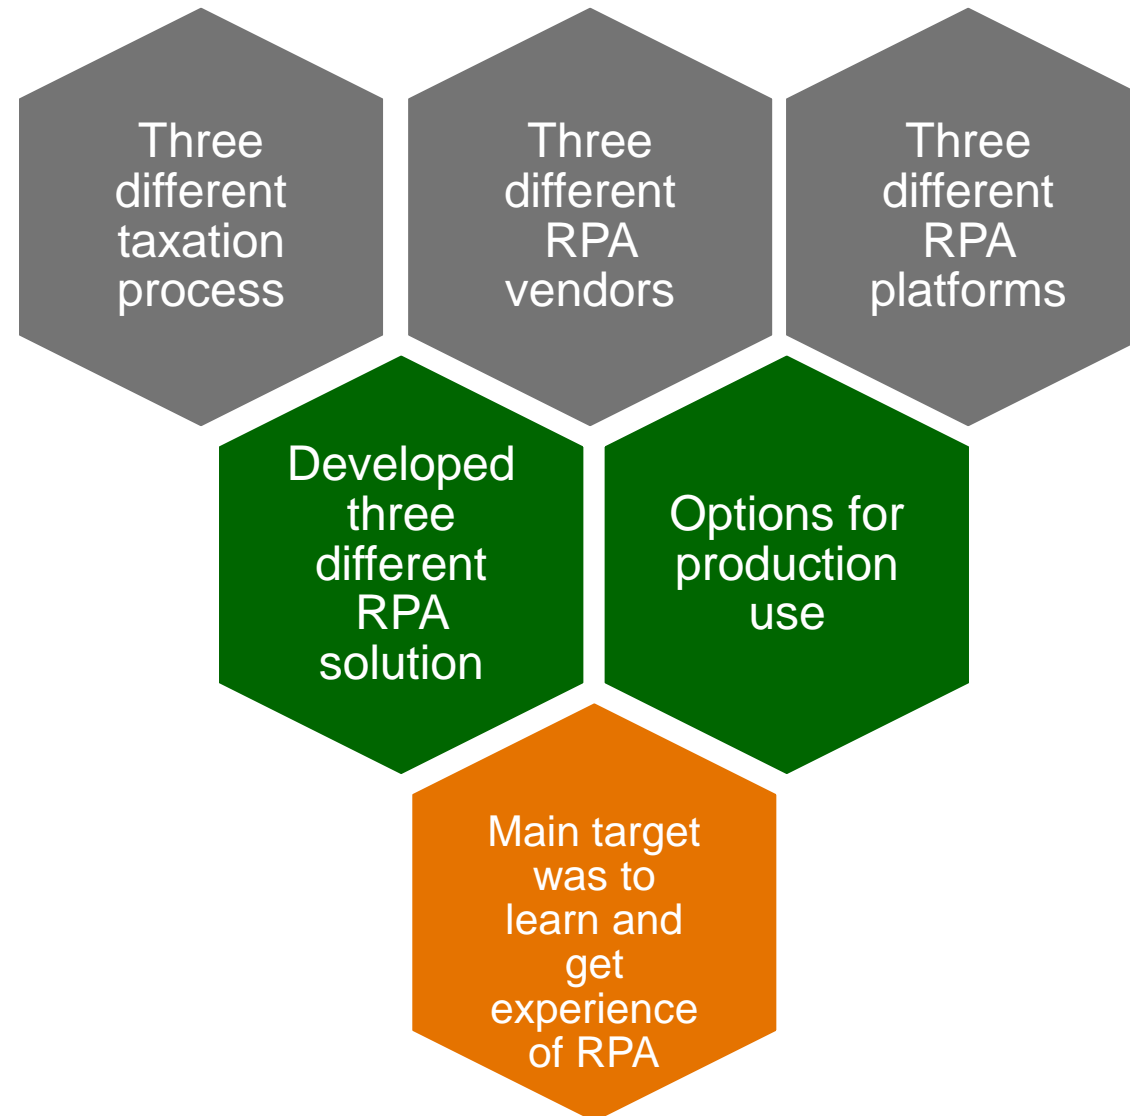 Three
different
taxation
process
Three
different
RPA
vendors
Three
different
RPA
platforms
Developed
three
different
RPA
solution
Options for
production
use
Main target
was to
learn and
get
experience
of RPA